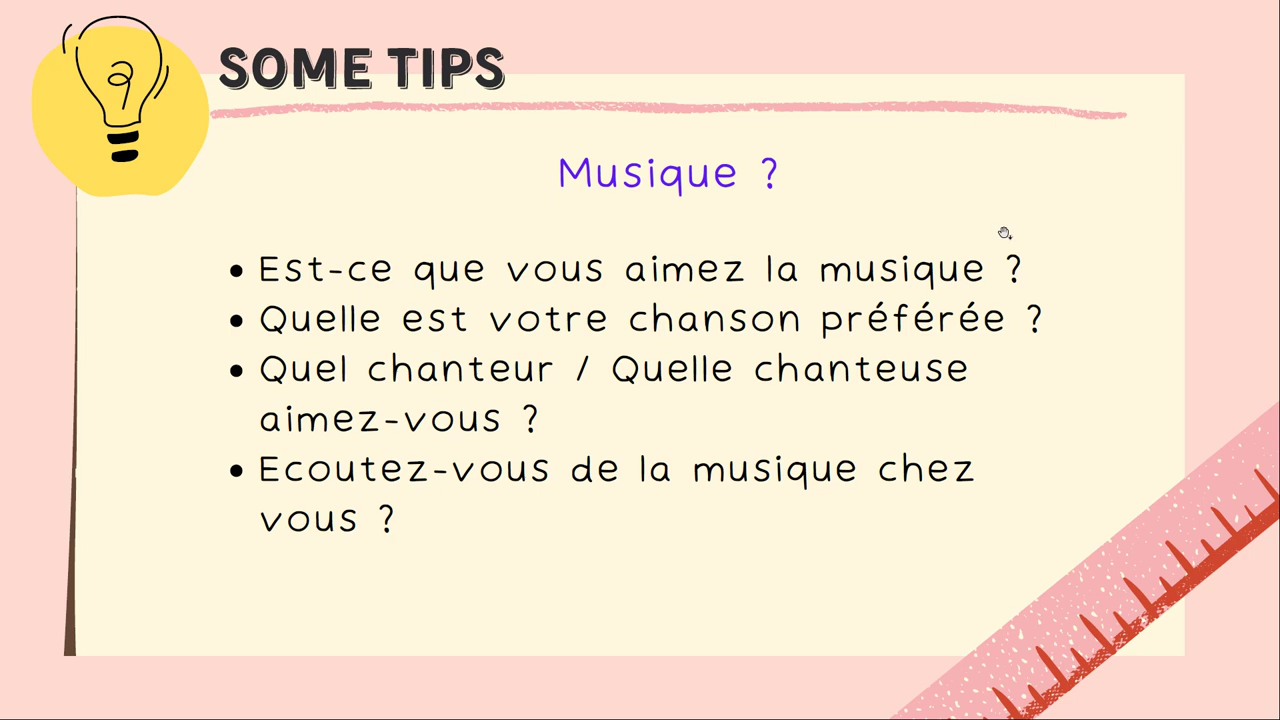 SOME TIPS
Musique ?
• Est-ce que vous aimez la musique ?
• Quelle est votre chanson préférée ?
• Quel chanteur / Quelle chanteuse
aimez-vous ?
• Ecoutez-vous de la musique chez
vous ?